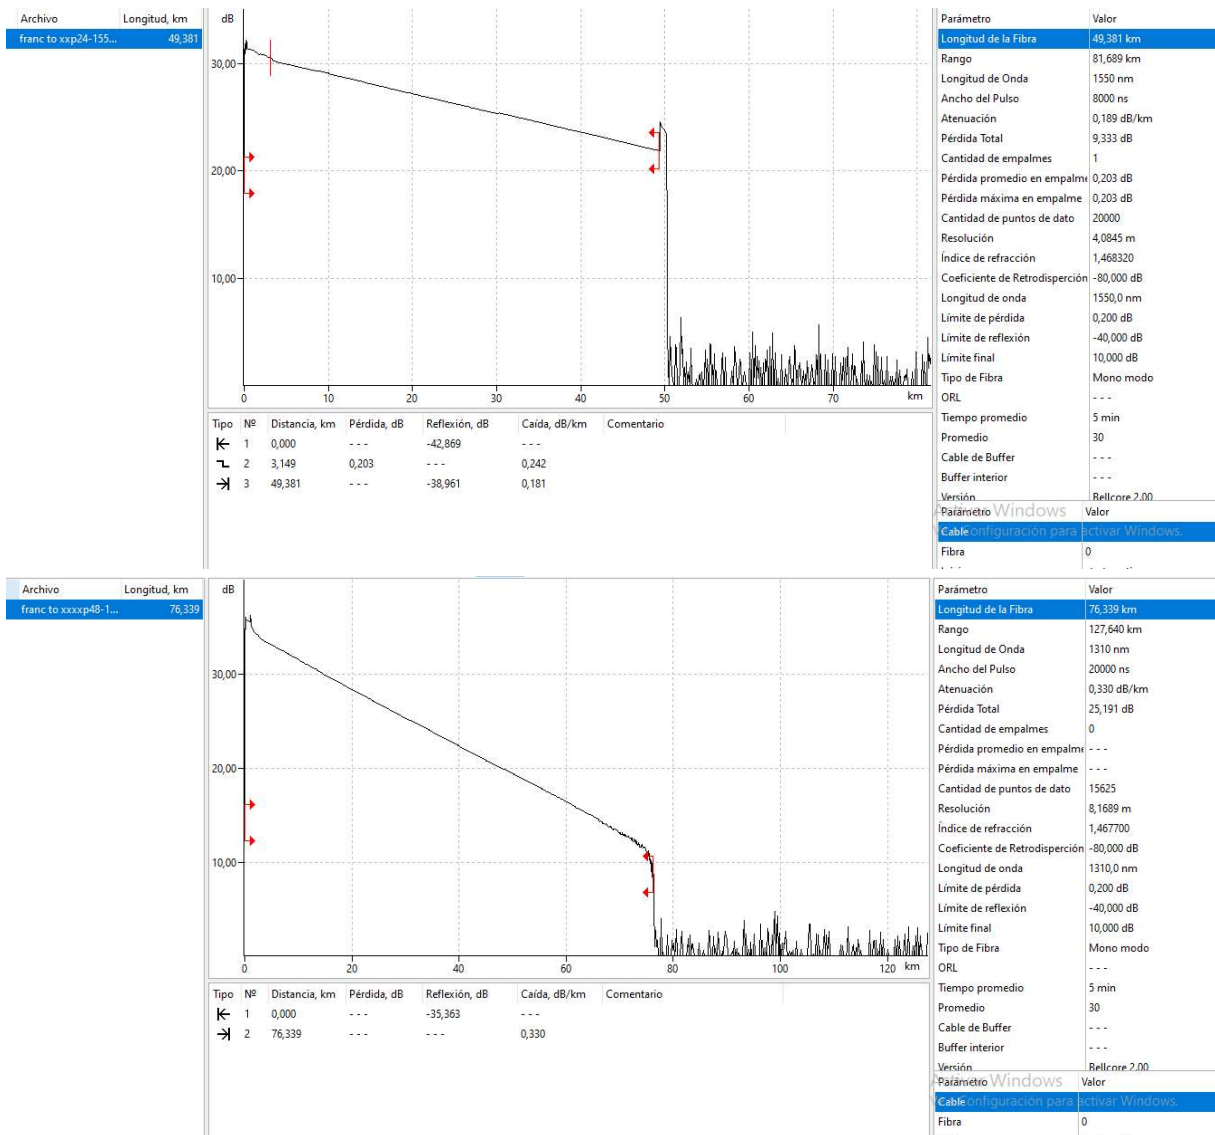 Archivo Longitud, km
franc to xxp24-155... 49,381
dB
30,00
20,00
10,00
0 10 20 30 40 50 60 70 km
Tipo Nº Distancia, km Pérdida, dB Reflexión, dB Caída, dB/km Comentario
1 0,000 - - - -42,869 - - -
2 3,149 0,203 - - - 0,242
3 49,381 - - - -38,961 0,181
Parámetro Valor
Longitud de la Fibra 49,381 km
Rango 81,689 km
Longitud de Onda 1550 nm
Ancho del Pulso 8000 ns
Atenuación 0,189 dB/km
Pérdida Total 9,333 dB
Cantidad de empalmes 1
Pérdida promedio en empalme 0,203 dB
Pérdida máxima en empalme 0,203 dB
Cantidad de puntos de dato 20000
Resolución 4,0845 m
Índice de refracción 1,468320
Coeficiente de Retrodisperción -80,000 dB
Longitud de onda 1550,0 nm
Límite de pérdida 0,200 dB
Límite de reflexión -40,000 dB
Límite final 10,000 dB
Tipo de Fibra Mono modo
ORL - - -
Tiempo promedio 5 min
Promedio 30
Cable de Buffer - - -
Buffer interior - - -
Versión Bellcore 2.00
Parámetro Valor
Activar Windows
Cable
Configuración para activar Windows.
Fibra 0
Archivo Longitud, km
franc to xxxxp48-1... 76,339
dB
30,00
20,00
10,00
0 20 40 60 80 100 120 km
Tipo Nº Distancia, km Pérdida, dB Reflexión, dB Caída, dB/km Comentario
1 0,000 - - - -35,363 - - -
2 76,339 - - - - - - 0,330
Parámetro Valor
Longitud de la Fibra 76,339 km
Rango 127,640 km
Longitud de Onda 1310 nm
Ancho del Pulso 20000 ns
Atenuación 0,330 dB/km
Pérdida Total 25,191 dB
Cantidad de empalmes 0
Pérdida promedio en empalme - - -
Pérdida máxima en empalme - - -
Cantidad de puntos de dato 15625
Resolución 8,1689 m
Índice de refracción 1,467700
Coeficiente de Retrodisperción -80,000 dB
Longitud de onda 1310,0 nm
Límite de pérdida 0,200 dB
Límite de reflexión -40,000 dB
Límite final 10,000 dB
Tipo de Fibra Mono modo
ORL - - -
Tiempo promedio 5 min
Promedio 30
Cable de Buffer - - -
Buffer interior - - -
Versión Bellcore 2.00
Parámetro Valor
Activar Windows
Cable
Configuración para activar Windows.
Fibra 0